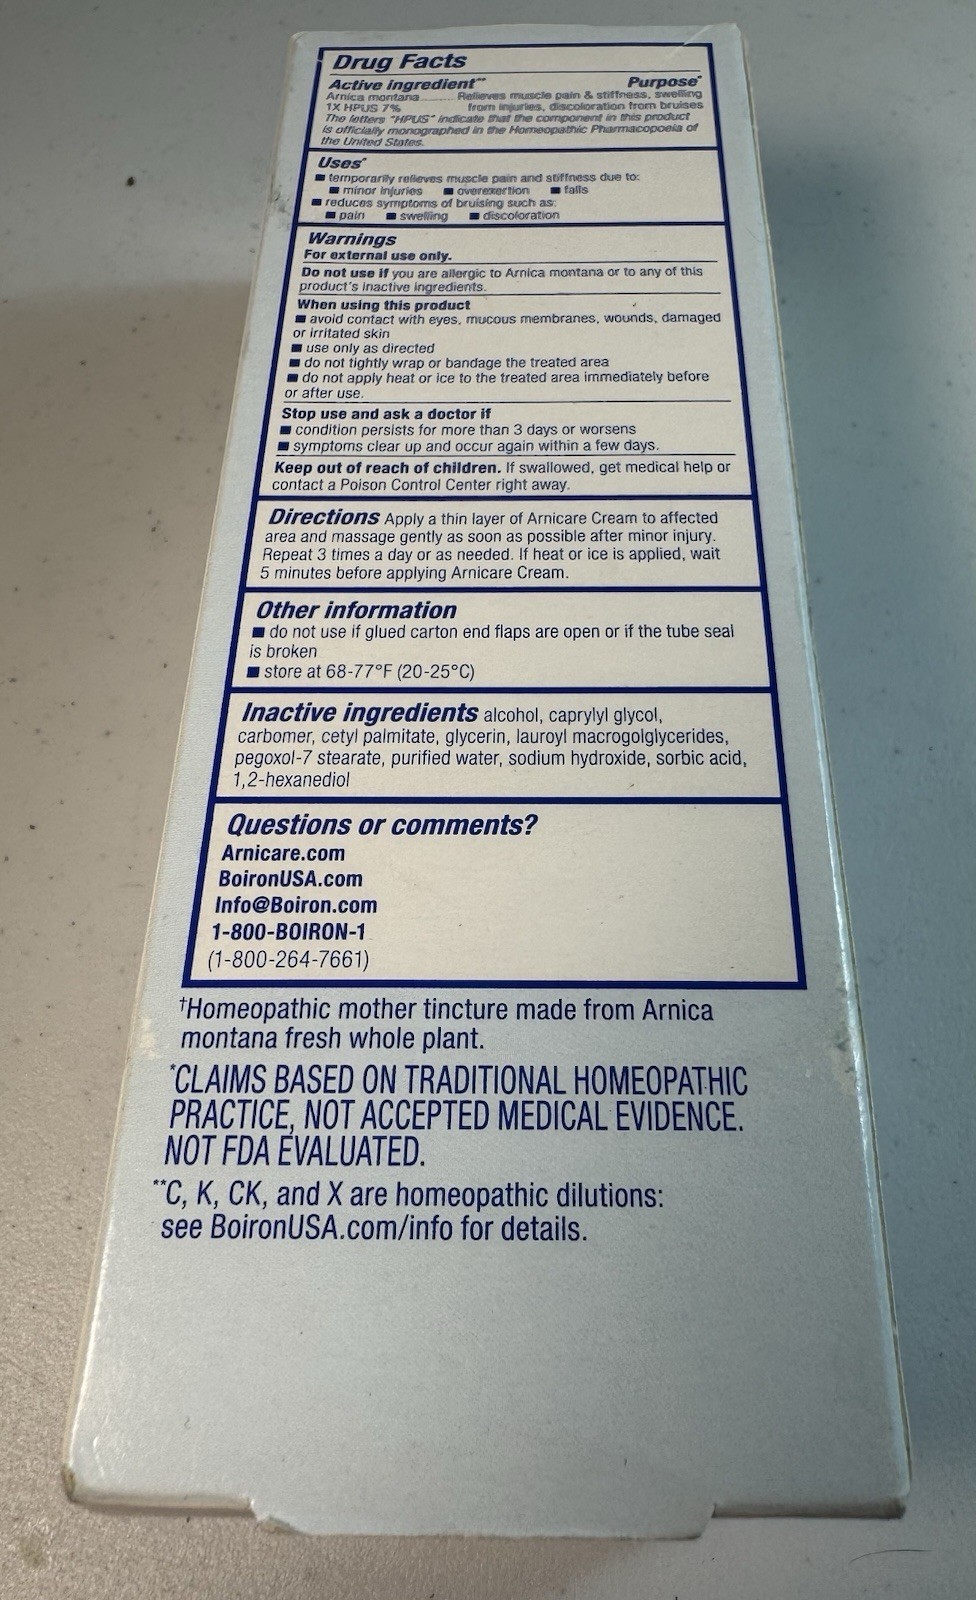 Drug Facts
Active ingredient** Purpose*
Arnica montana .......... Relieves muscle pain & stiffness, swelling
1X HPUS 7% from injuries, discoloration from bruises
The letters "HPUS" indicate that the component in this product
is officially monographed in the Homeopathic Pharmacopoeia of
the United States.
Uses*
■ temporarily relieves muscle pain and stiffness due to:
■ minor injuries ■ overexertion ■ falls
■ reduces symptoms of bruising such as:
■ pain ■ swelling ■ discoloration
Warnings
For external use only.
Do not use if you are allergic to Arnica montana or to any of this
product's inactive ingredients.
When using this product
■ avoid contact with eyes, mucous membranes, wounds, damaged
or irritated skin
■ use only as directed
■ do not tightly wrap or bandage the treated area
■ do not apply heat or ice to the treated area immediately before
or after use.
Stop use and ask a doctor if
■ condition persists for more than 3 days or worsens
■ symptoms clear up and occur again within a few days.
Keep out of reach of children. If swallowed, get medical help or
contact a Poison Control Center right away.
Directions Apply a thin layer of Arnicare Cream to affected
area and massage gently as soon as possible after minor injury.
Repeat 3 times a day or as needed. If heat or ice is applied, wait
5 minutes before applying Arnicare Cream.
Other information
■ do not use if glued carton end flaps are open or if the tube seal
is broken
■ store at 68-77°F (20-25°C)
Inactive ingredients alcohol, caprylyl glycol,
carbomer, cetyl palmitate, glycerin, lauroyl macrogolglycerides,
pegoxol-7 stearate, purified water, sodium hydroxide, sorbic acid,
1,2-hexanediol
Questions or comments?
Arnicare.com
BoironUSA.com
Info@Boiron.com
1-800-BOIRON-1
(1-800-264-7661)
†Homeopathic mother tincture made from Arnica
montana fresh whole plant.
*CLAIMS BASED ON TRADITIONAL HOMEOPATHIC
PRACTICE, NOT ACCEPTED MEDICAL EVIDENCE.
NOT FDA EVALUATED.
**C, K, CK, and X are homeopathic dilutions:
see BoironUSA.com/info for details.